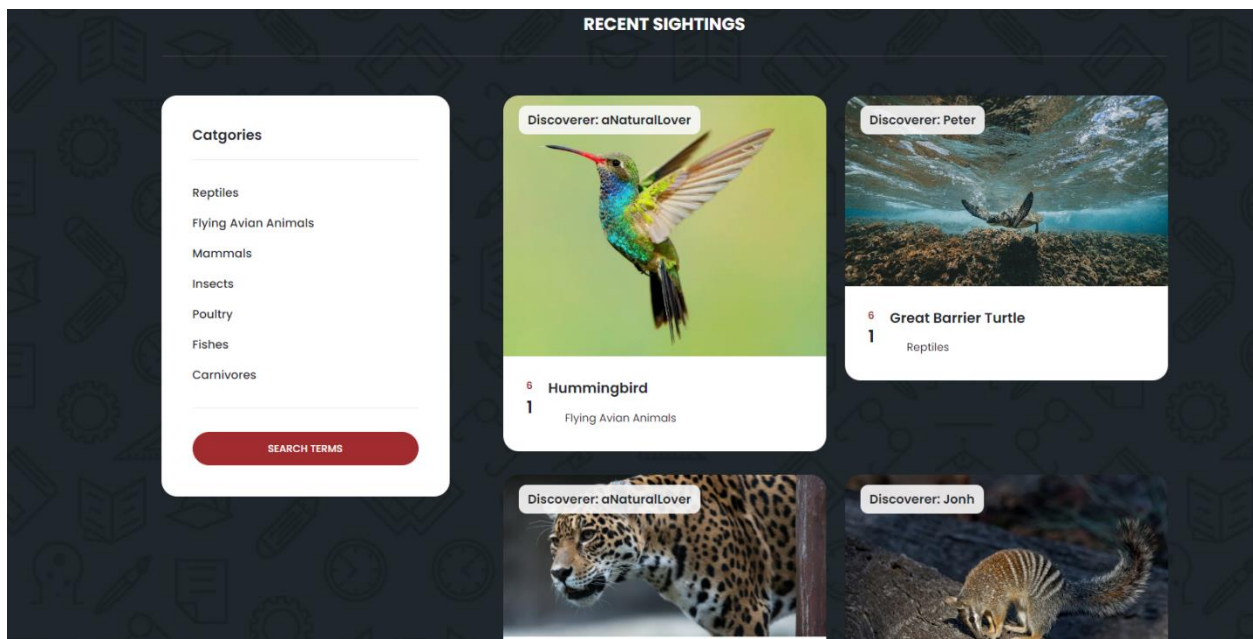 RECENT SIGHTINGS
Catgories
Reptiles
Flying Avian Animals
Mammals
Insects
Poultry
Fishes
Carnivores
SEARCH TERMS
Discoverer: aNaturalLover
6
1
Hummingbird
Flying Avian Animals
Discoverer: Peter
6
1
Great Barrier Turtle
Reptiles
Discoverer: aNaturalLover
Discoverer: Jonh